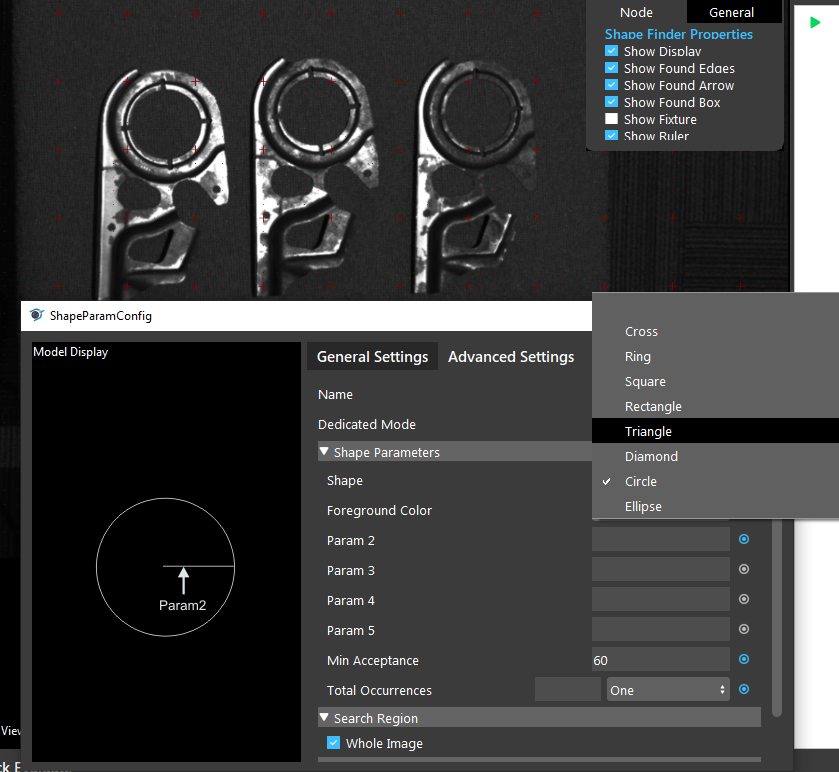 Node General
Shape Finder Properties
Show Display
Show Found Edges
Show Found Arrow
Show Found Box
Show Fixture
Show Ruler
ShapeParamConfig
Model Display
General Settings Advanced Settings
Name
Dedicated Mode
Shape Parameters
Shape
Foreground Color
Param 2
Param 3
Param 4
Param 5
Min Acceptance 60
Total Occurrences One
Search Region
Whole Image
Cross
Ring
Square
Rectangle
Triangle
Diamond
Circle
Ellipse
Param2
View